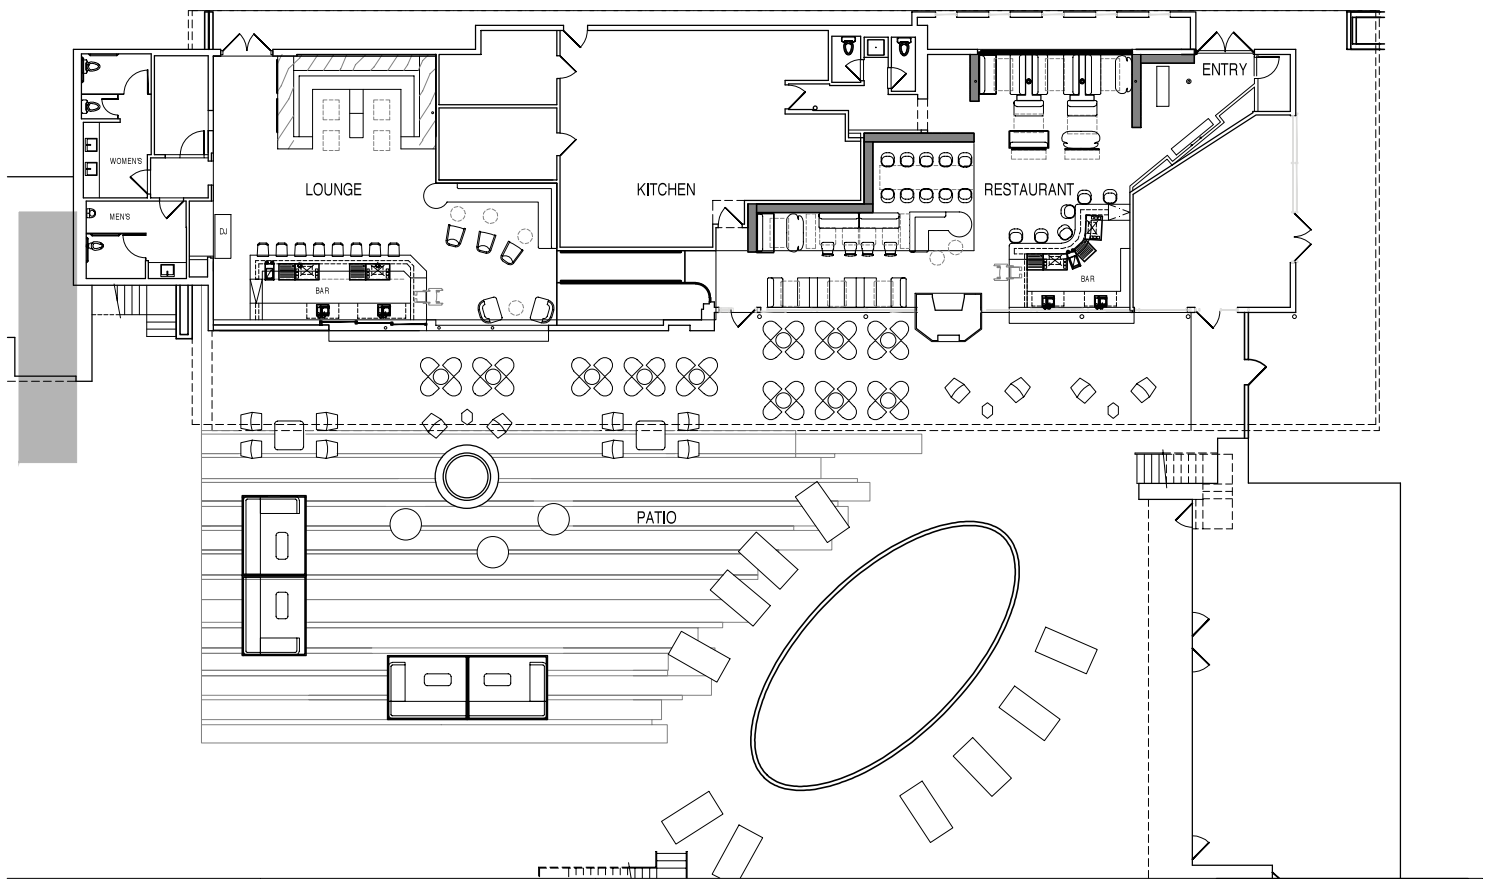 ENTRY
WOMEN'S
LOUNGE
KITCHEN
RESTAURANT
MEN'S
DJ
BAR
BAR
PATIO